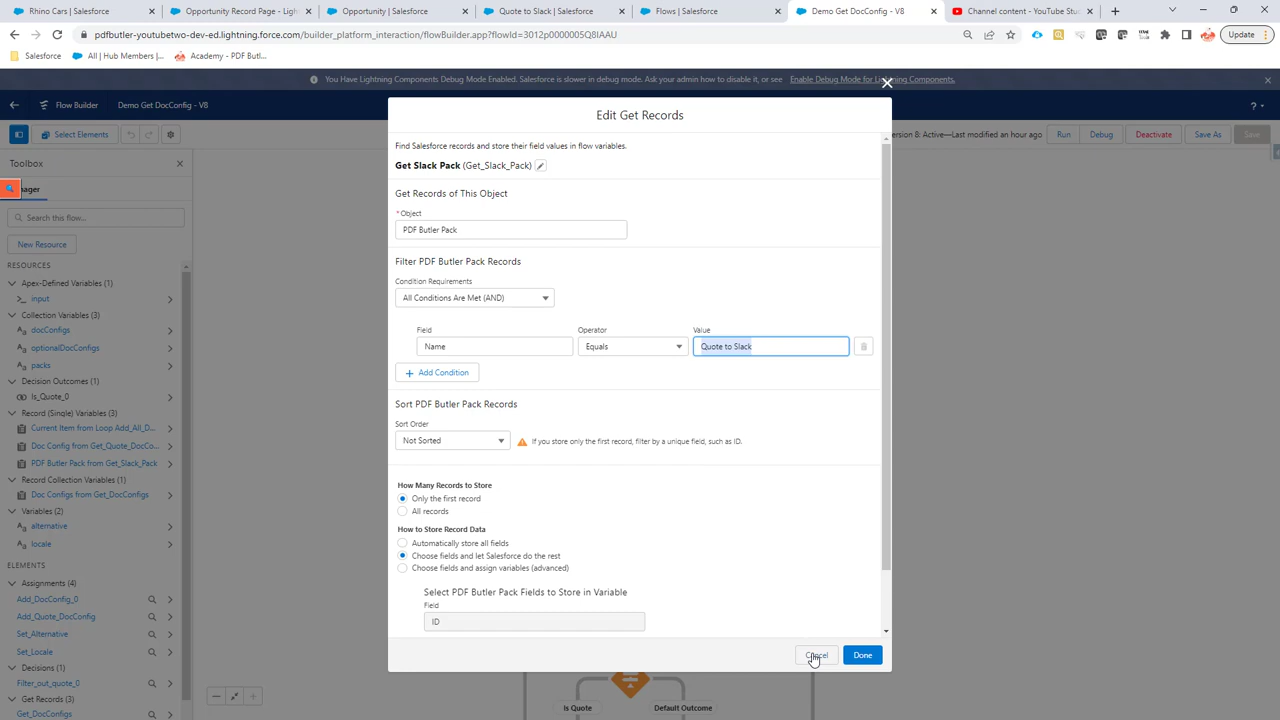 Rhino Cars | Salesforce
Opportunity Record Page - Ligh
Opportunity | Salesforce
Quote to Slack | Salesforce
Flows | Salesforce
Demo Get DocConfig - V8
Channel content - YouTube Stu
pdfbutler-youtubetwo-dev-ed.lightning.force.com/builder_platform_interaction/flowBuilder.app?flowId=3012p0000005Q8IAAU
Update
Salesforce
All | Hub Members |...
Academy - PDF Butl...
You Have Lightning Components Debug Mode Enabled. Salesforce is slower in debug mode. Ask your admin how to disable it, or see Enable Debug Mode for Lightning Components.
Flow Builder
Demo Get DocConfig - V8
?
Select Elements
ersion 8: Active—Last modified an hour ago
Run
Debug
Deactivate
Save As
Save
Toolbox
nager
Search this flow...
New Resource
RESOURCES
Apex-Defined Variables (1)
input
Collection Variables (3)
docConfigs
optionalDocConfigs
packs
Decision Outcomes (1)
Is_Quote_0
Record (Single) Variables (3)
Current Item from Loop Add_All_D...
Doc Config from Get_Quote_DocCo...
PDF Butler Pack from Get_Slack_Pack
Record Collection Variables (1)
Doc Configs from Get_DocConfigs
Variables (2)
alternative
locale
ELEMENTS
Assignments (4)
Add_DocConfig_0
Add_Quote_DocConfig
Set_Alternative
Set_Locale
Decisions (1)
Filter_out_quote_0
Get Records (3)
Get_DocConfigs
Edit Get Records
Find Salesforce records and store their field values in flow variables.
Get Slack Pack (Get_Slack_Pack)
Get Records of This Object
* Object
PDF Butler Pack
Filter PDF Butler Pack Records
Condition Requirements
All Conditions Are Met (AND)
Field
Operator
Value
Name
Equals
Quote to Slack
+ Add Condition
Sort PDF Butler Pack Records
Sort Order
Not Sorted
If you store only the first record, filter by a unique field, such as ID.
How Many Records to Store
Only the first record
All records
How to Store Record Data
Automatically store all fields
Choose fields and let Salesforce do the rest
Choose fields and assign variables (advanced)
Select PDF Butler Pack Fields to Store in Variable
Field
ID
Cancel
Done
Is Quote
Default Outcome